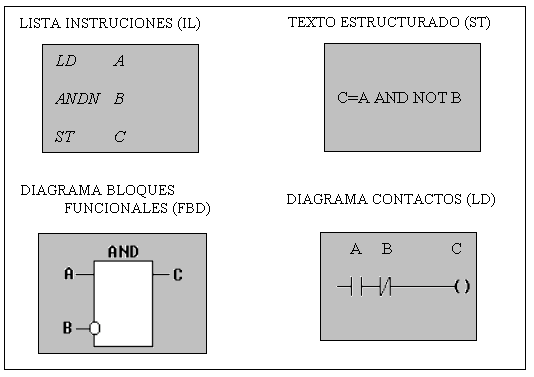 LISTA INSTRUCIONES (IL)
LD A
ANDN B
ST C
TEXTO ESTRUCTURADO (ST)
C=A AND NOT B
DIAGRAMA BLOQUES
FUNCIONALES (FBD)
AND
A C
B
DIAGRAMA CONTACTOS (LD)
A B C